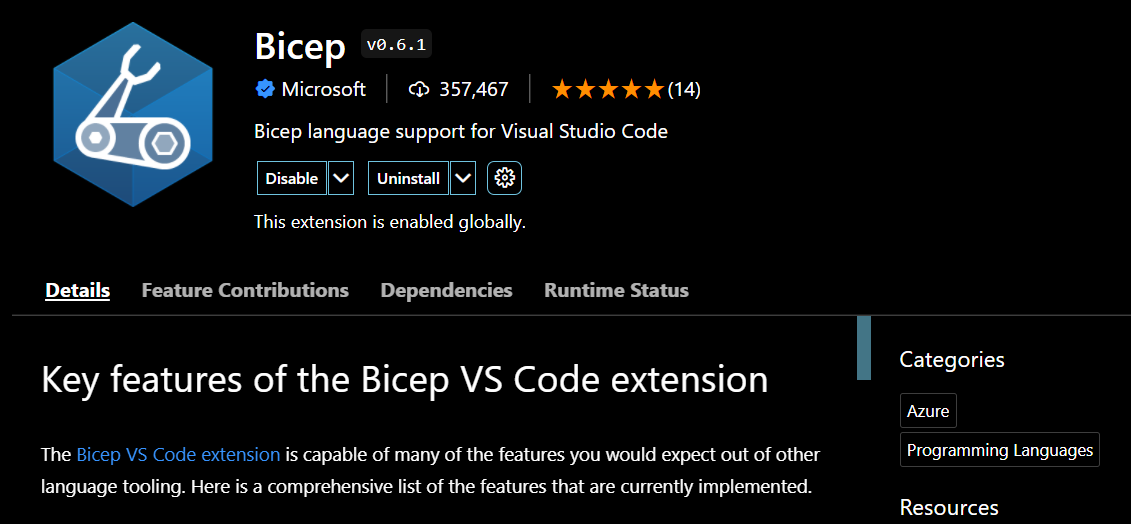 Bicep v0.6.1
Microsoft 357,467 (14)
Bicep language support for Visual Studio Code
Disable Uninstall
This extension is enabled globally.
Details Feature Contributions Dependencies Runtime Status
Key features of the Bicep VS Code extension
The Bicep VS Code extension is capable of many of the features you would expect out of other
language tooling. Here is a comprehensive list of the features that are currently implemented.
Categories
Azure
Programming Languages
Resources